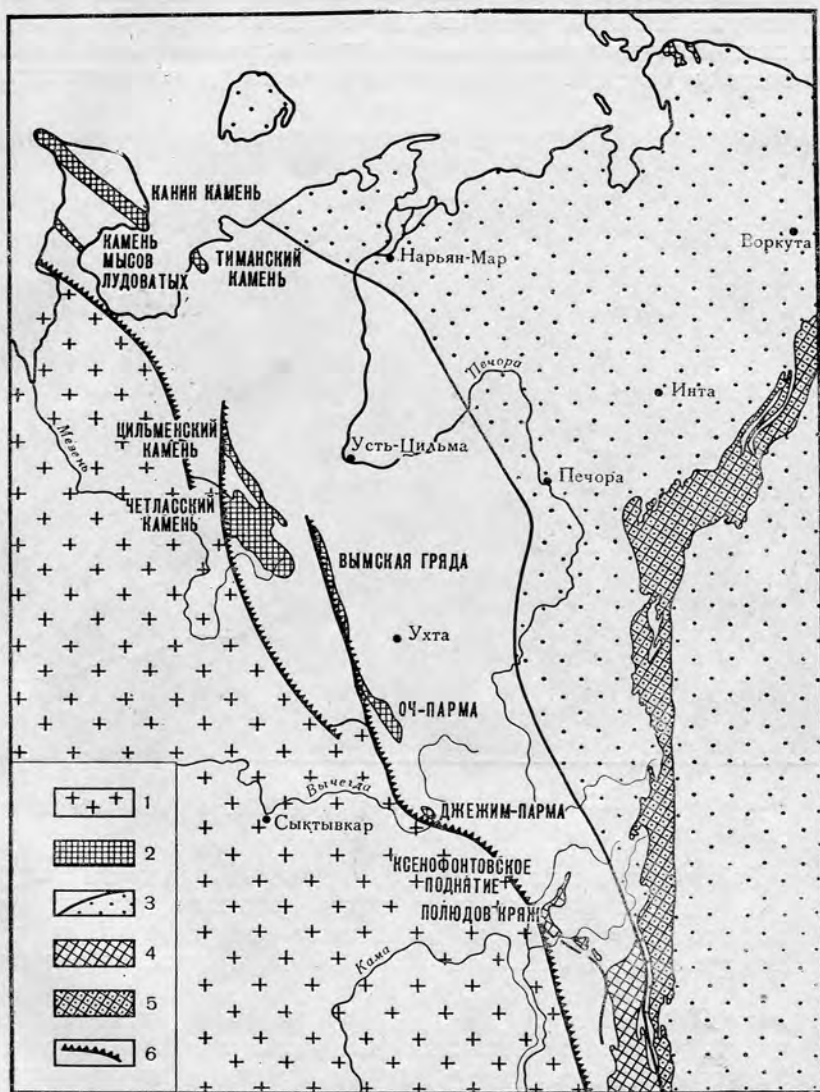 КАНИН КАМЕНЬ
КАМЕНЬ
МЫСОВ
ЛУДОВАТЫХ
ТИМАНСКИЙ
КАМЕНЬ
Нарьян-Мар
Воркута
Печора
Инта
Мезень
ЦИЛЬМЕНСКИЙ
КАМЕНЬ
Усть-Цильма
Печора
ЧЕТЛАССКИЙ
КАМЕНЬ
ВЫМСКАЯ ГРЯДА
Ухта
ОЧ-ПАРМА
Вычегда
ДЖЕЖИМ-ПАРМА
Сыктывкар
КСЕНОФОНТОВСКОЕ
ПОДНЯТИЕ
ПОЛЮДОВ КРЯЖ
Кама
1
2
3
4
5
6